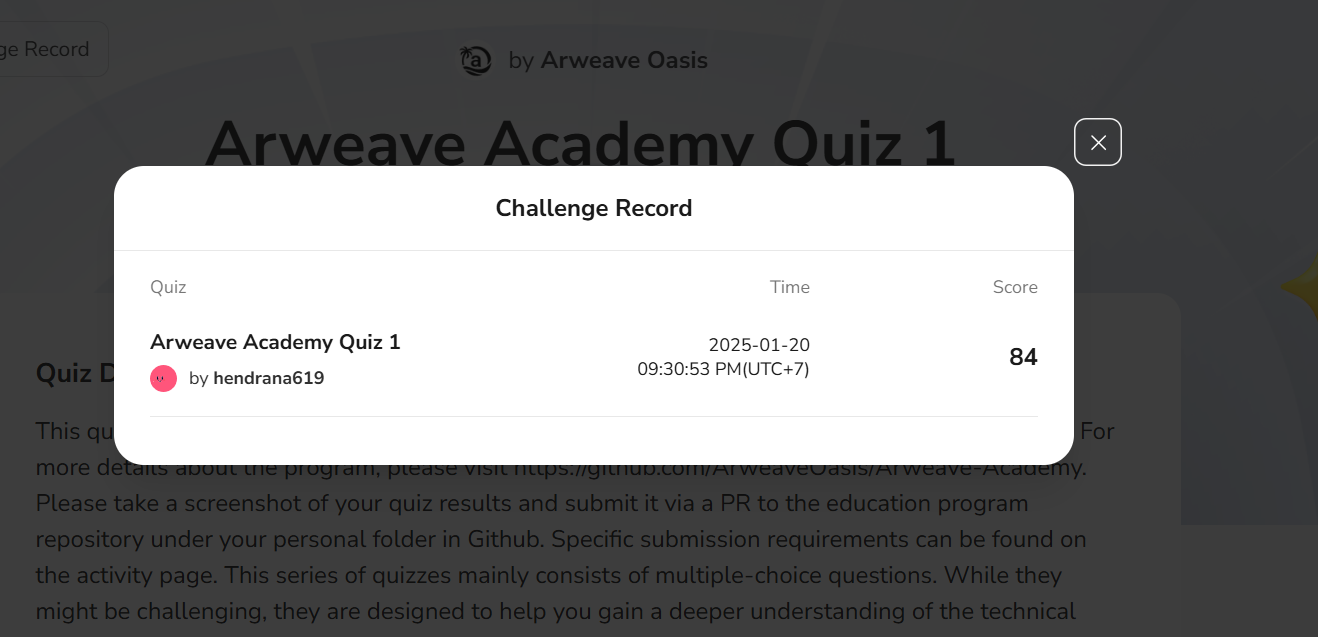 ge Record
a by Arweave Oasis
Arweave Academy Quiz 1
Challenge Record
Quiz Time Score
Arweave Academy Quiz 1
by hendrana619
2025-01-20
09:30:53 PM(UTC+7)
84
Quiz D
This qu For
more details about the program, please visit https://github.com/ArweaveOasis/Arweave-Academy.
Please take a screenshot of your quiz results and submit it via a PR to the education program
repository under your personal folder in Github. Specific submission requirements can be found on
the activity page. This series of quizzes mainly consists of multiple-choice questions. While they
might be challenging, they are designed to help you gain a deeper understanding of the technical